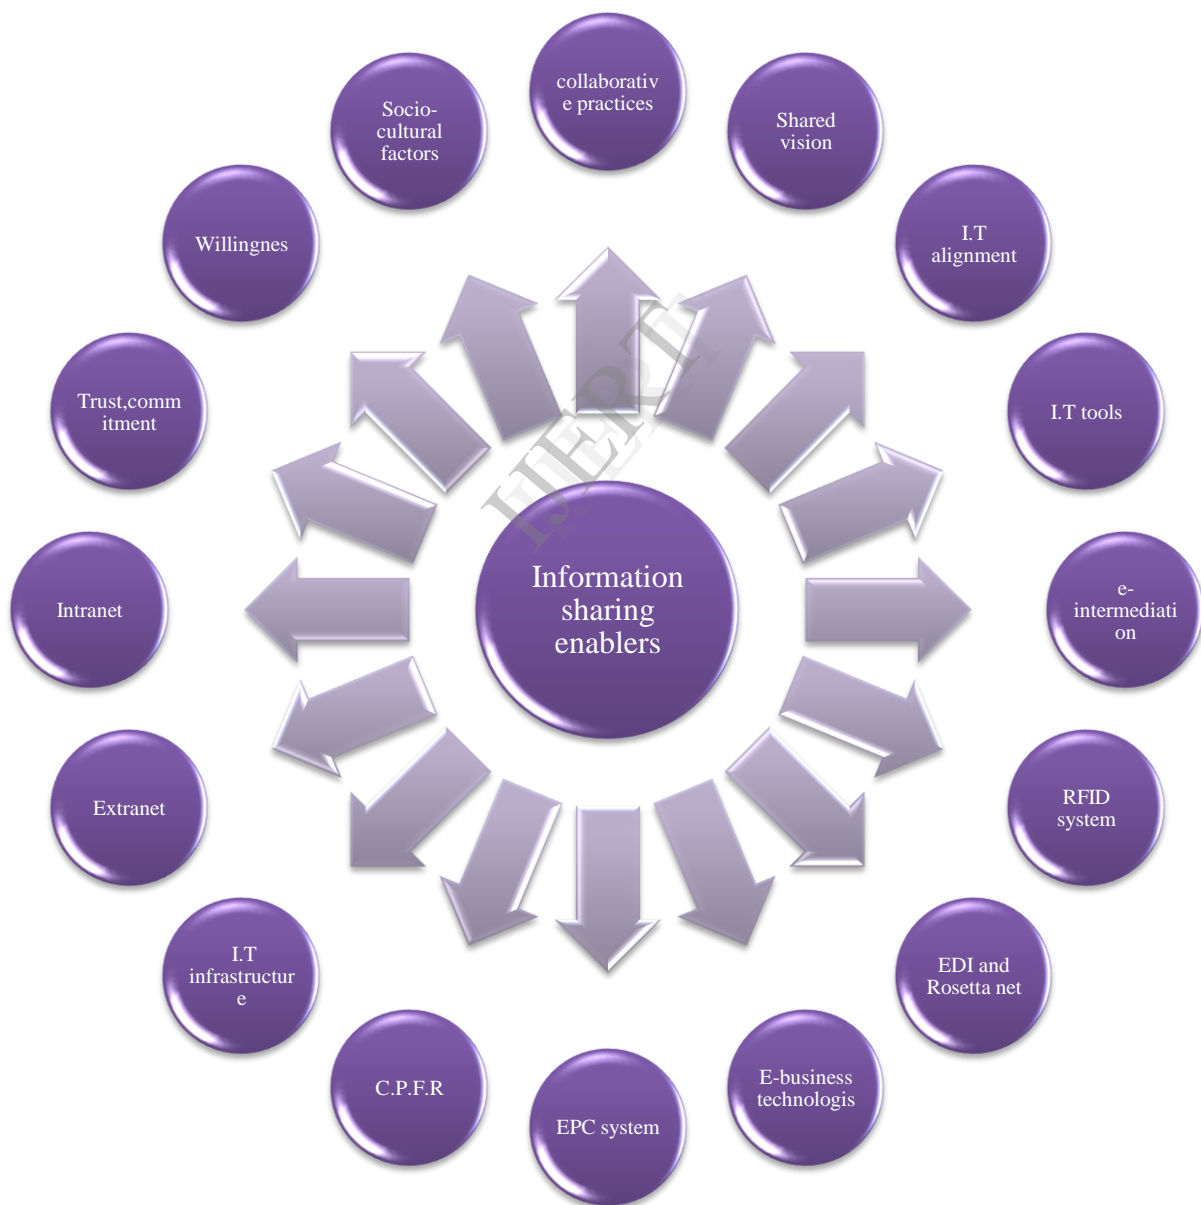 collaborativ
e practices
Shared
vision
I.T
alignment
I.T tools
e-
intermediati
on
RFID
system
EDI and
Rosetta net
E-business
technologis
EPC system
C.P.F.R
I.T
infrastructur
e
Extranet
Intranet
Trust,comm
itment
Willingnes
Socio-
cultural
factors
Information
sharing
enablers
IJERT